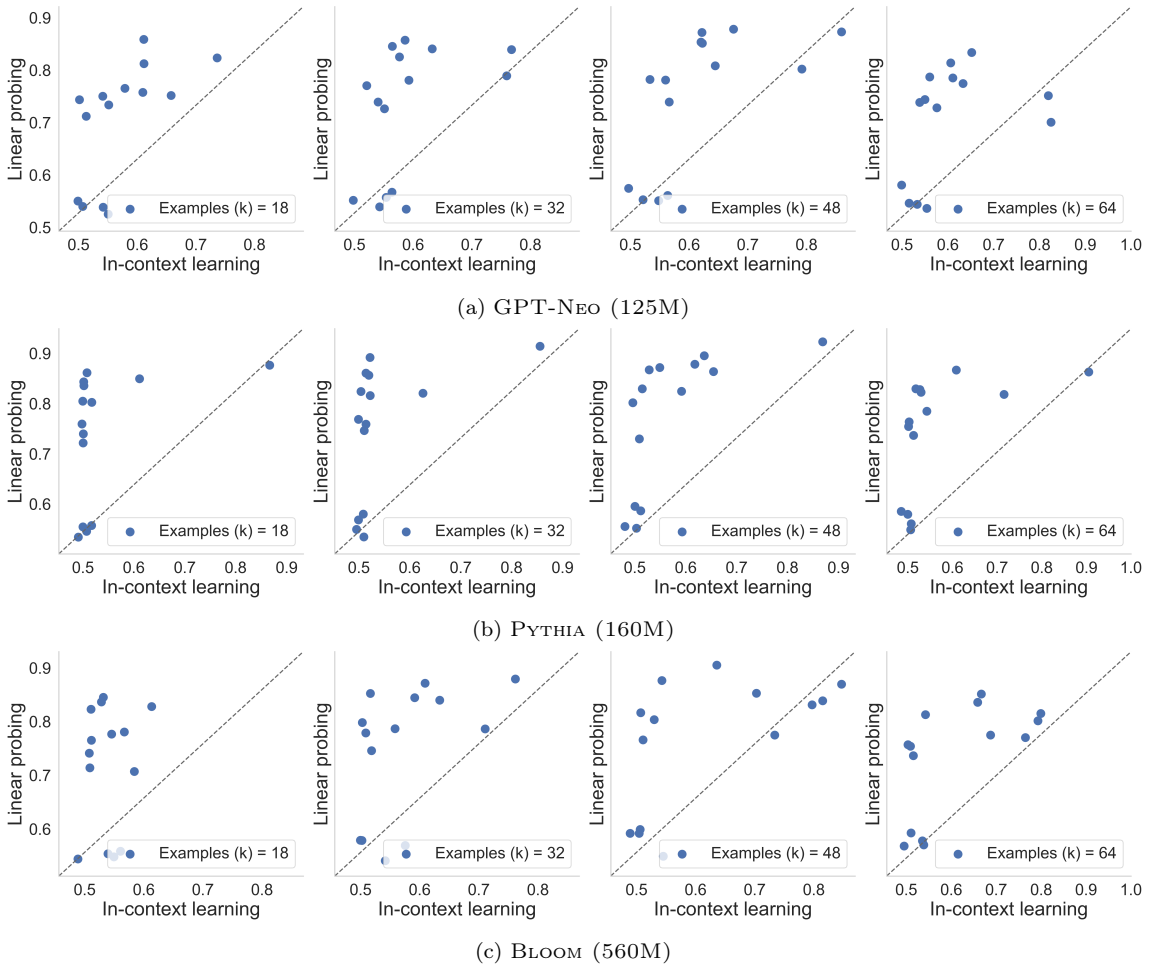 0.9
0.8
0.7
0.6
0.5
Linear probing
Linear probing
Linear probing
Linear probing
Examples (k) = 18
Examples (k) = 32
Examples (k) = 48
Examples (k) = 64
0.5 0.6 0.7 0.8
0.5 0.6 0.7 0.8
0.5 0.6 0.7 0.8
0.5 0.6 0.7 0.8 0.9 1.0
In-context learning
In-context learning
In-context learning
In-context learning
(a) GPT-Neo (125M)
0.9
0.8
0.7
0.6
Linear probing
Linear probing
Linear probing
Linear probing
Examples (k) = 18
Examples (k) = 32
Examples (k) = 48
Examples (k) = 64
0.5 0.6 0.7 0.8 0.9
0.5 0.6 0.7 0.8 0.9
0.5 0.6 0.7 0.8 0.9
0.5 0.6 0.7 0.8 0.9 1.0
In-context learning
In-context learning
In-context learning
In-context learning
(b) Pythia (160M)
0.9
0.8
0.7
0.6
Linear probing
Linear probing
Linear probing
Linear probing
Examples (k) = 18
Examples (k) = 32
Examples (k) = 48
Examples (k) = 64
0.5 0.6 0.7 0.8
0.5 0.6 0.7 0.8
0.5 0.6 0.7 0.8
0.5 0.6 0.7 0.8 0.9 1.0
In-context learning
In-context learning
In-context learning
In-context learning
(c) Bloom (560M)